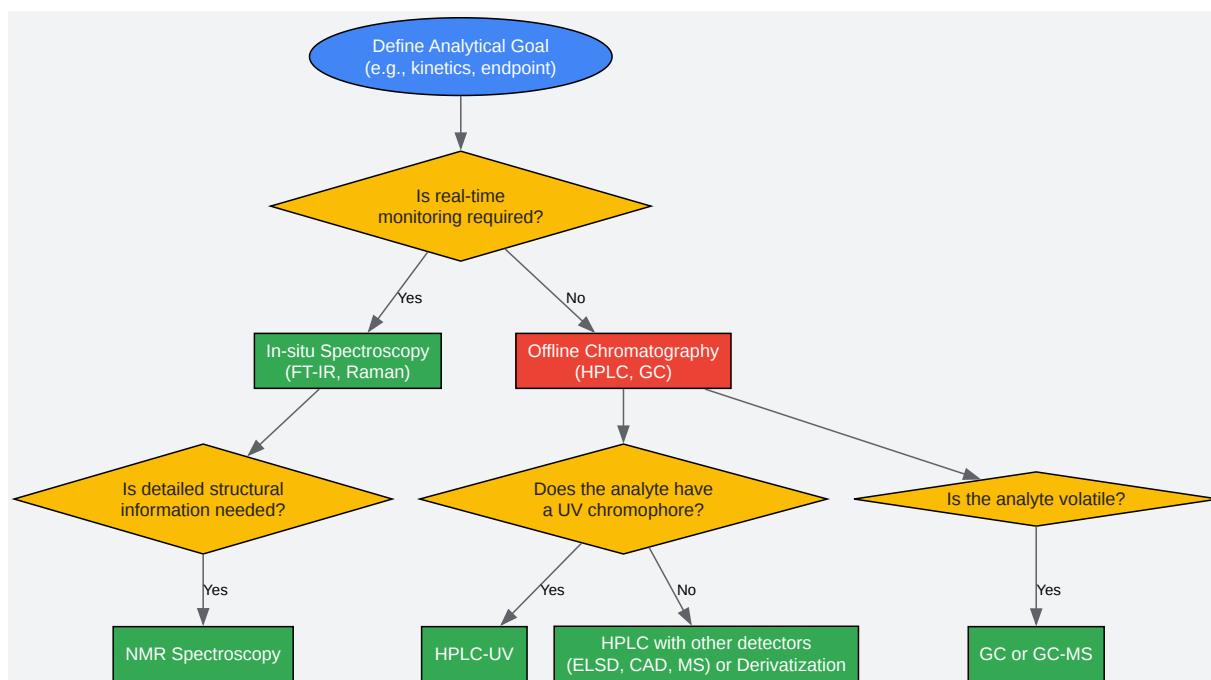 Define Analytical Goal
(e.g., kinetics, endpoint)
Is real-time
monitoring required?
Yes
No
In-situ Spectroscopy
(FT-IR, Raman)
Offline Chromatography
(HPLC, GC)
Is detailed structural
information needed?
Does the analyte have
a UV chromophore?
Is the analyte volatile?
Yes
Yes
No
Yes
NMR Spectroscopy
HPLC-UV
HPLC with other detectors
(ELSD, CAD, MS) or Derivatization
GC or GC-MS